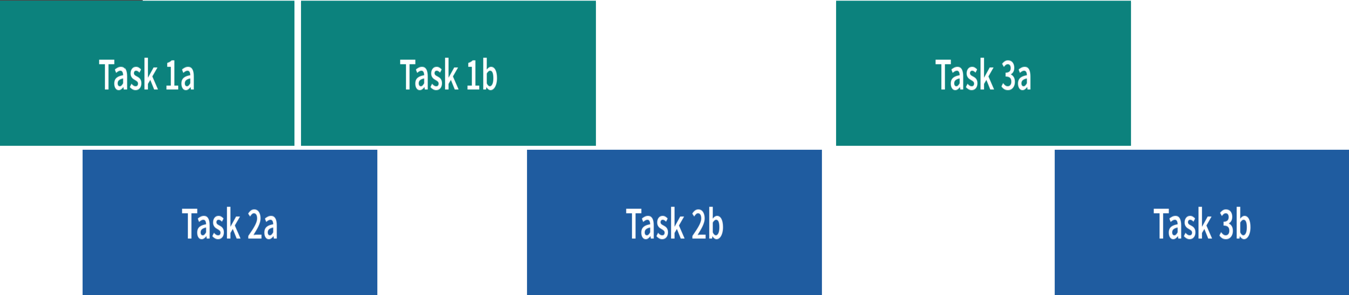 Task 1a
Task 1b
Task 3a
Task 2a
Task 2b
Task 3b